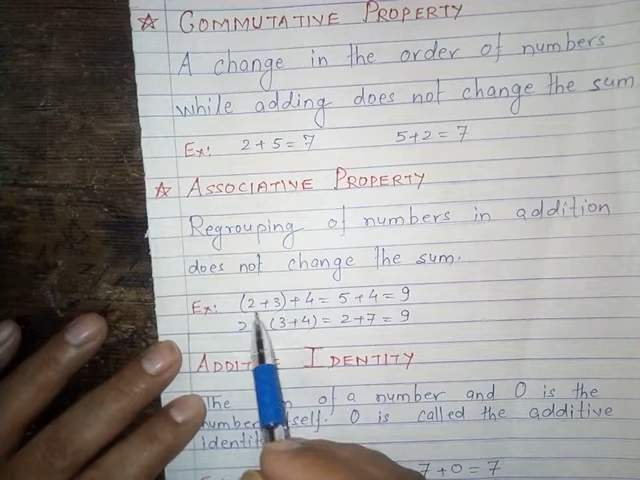 ☆ COMMUTATIVE PROPERTY
A change in the order of numbers
while adding does not change the sum
Ex: 2+5=7 5+2=7
☆ ASSOCIATIVE PROPERTY
Regrouping of numbers in addition
does not change the sum.
Ex: (2+3)+4=5+4=9
2 (3+4)=2+7=9
IDENTITY
The of a number and 0 is the
0 is called the additive
7+0=7